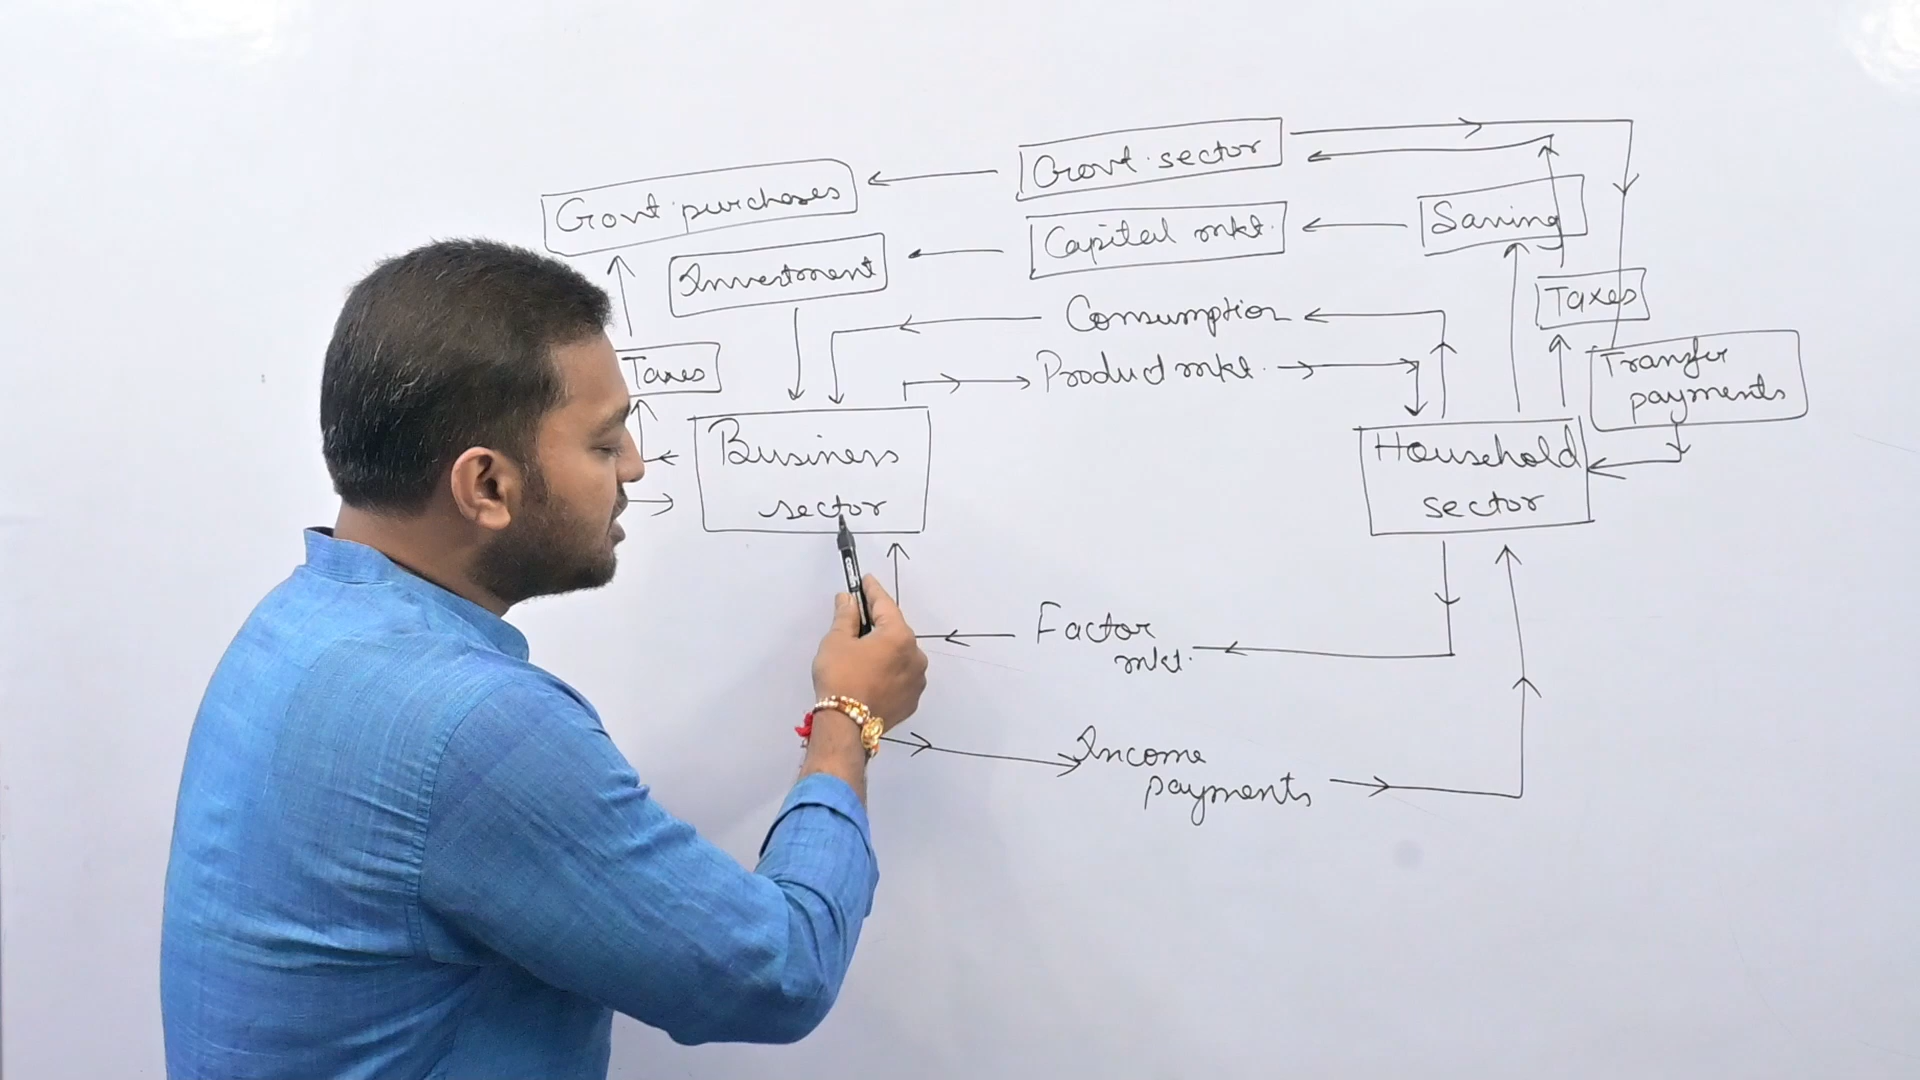 Govt. sector
Govt. purchases
Saving
Capital mkt.
Investment
Taxes
Consumption
Transfer
payments
Product mkt.
Taxes
Business
sector
Household
sector
Factor
mkt.
Income
payments